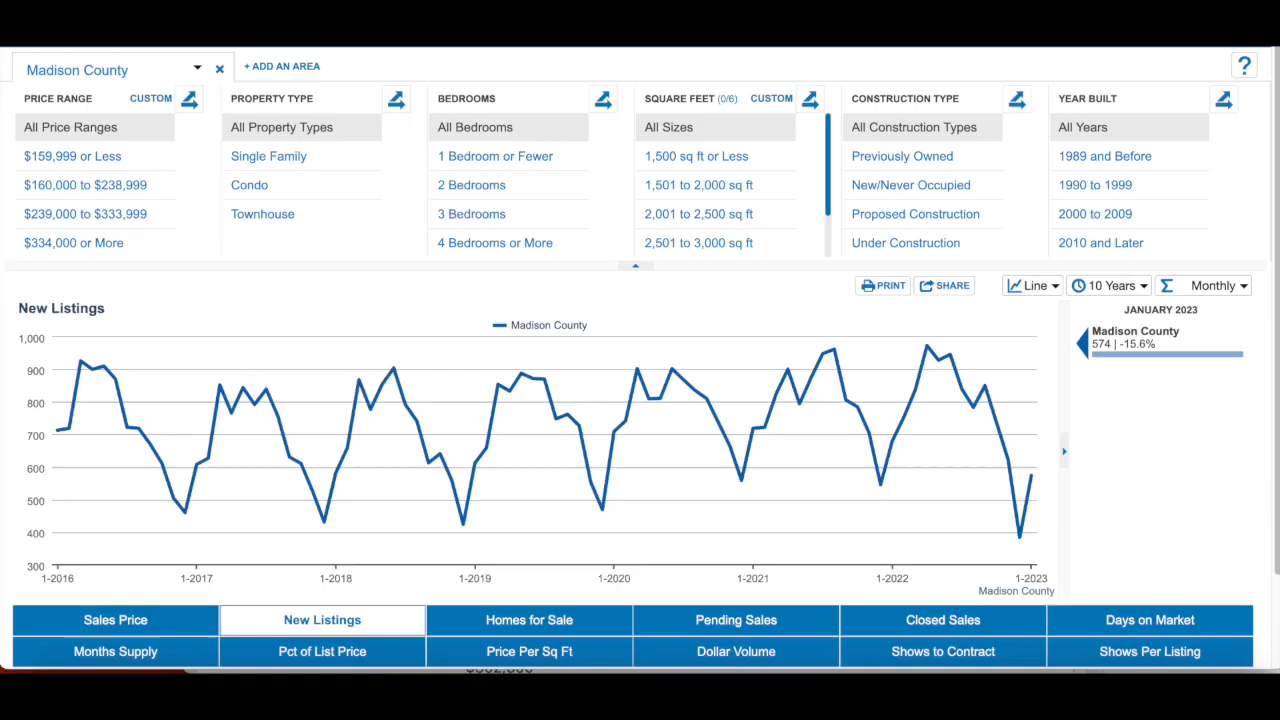 Madison County
+ ADD AN AREA
?
PRICE RANGE CUSTOM PROPERTY TYPE BEDROOMS SQUARE FEET (0/6) CUSTOM CONSTRUCTION TYPE YEAR BUILT
All Price Ranges All Property Types All Bedrooms All Sizes All Construction Types All Years
$159,999 or Less Single Family 1 Bedroom or Fewer 1,500 sq ft or Less Previously Owned 1989 and Before
$160,000 to $238,999 Condo 2 Bedrooms 1,501 to 2,000 sq ft New/Never Occupied 1990 to 1999
$239,000 to $333,999 Townhouse 3 Bedrooms 2,001 to 2,500 sq ft Proposed Construction 2000 to 2009
$334,000 or More 4 Bedrooms or More 2,501 to 3,000 sq ft Under Construction 2010 and Later
PRINT SHARE Line 10 Years Σ Monthly
New Listings
Madison County
JANUARY 2023
Madison County
574 | -15.6%
1,000
900
800
700
600
500
400
300
1-2016 1-2017 1-2018 1-2019 1-2020 1-2021 1-2022 1-2023
Madison County
Sales Price New Listings Homes for Sale Pending Sales Closed Sales Days on Market
Months Supply Pct of List Price Price Per Sq Ft Dollar Volume Shows to Contract Shows Per Listing